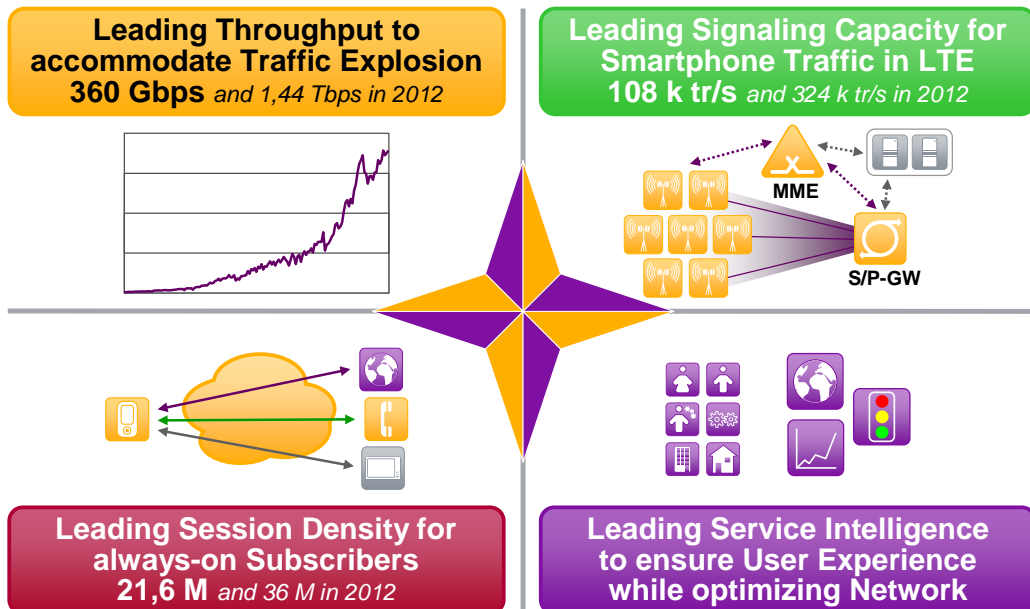 Leading Throughput to
accommodate Traffic Explosion
360 Gbps and 1,44 Tbps in 2012
Leading Signaling Capacity for
Smartphone Traffic in LTE
108 k tr/s and 324 k tr/s in 2012
MME
S/P-GW
Leading Session Density for
always-on Subscribers
21,6 M and 36 M in 2012
Leading Service Intelligence
to ensure User Experience
while optimizing Network